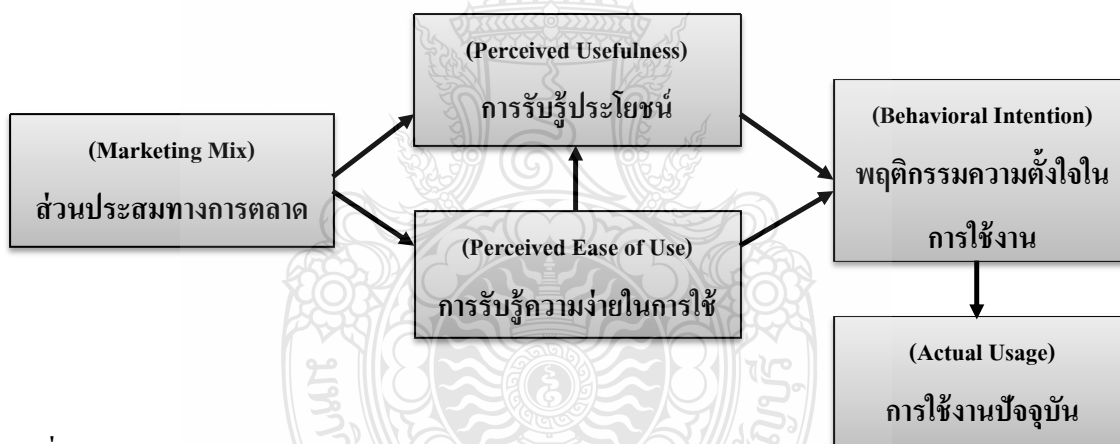 (Perceived Usefulness)
การรับรู้ประโยชน์
(Marketing Mix)
ส่วนประสมทางการตลาด
(Perceived Ease of Use)
การรับรู้ความง่ายในการใช้
(Behavioral Intention)
พฤติกรรมความตั้งใจใน
การใช้งาน
(Actual Usage)
การใช้งานปัจจุบัน